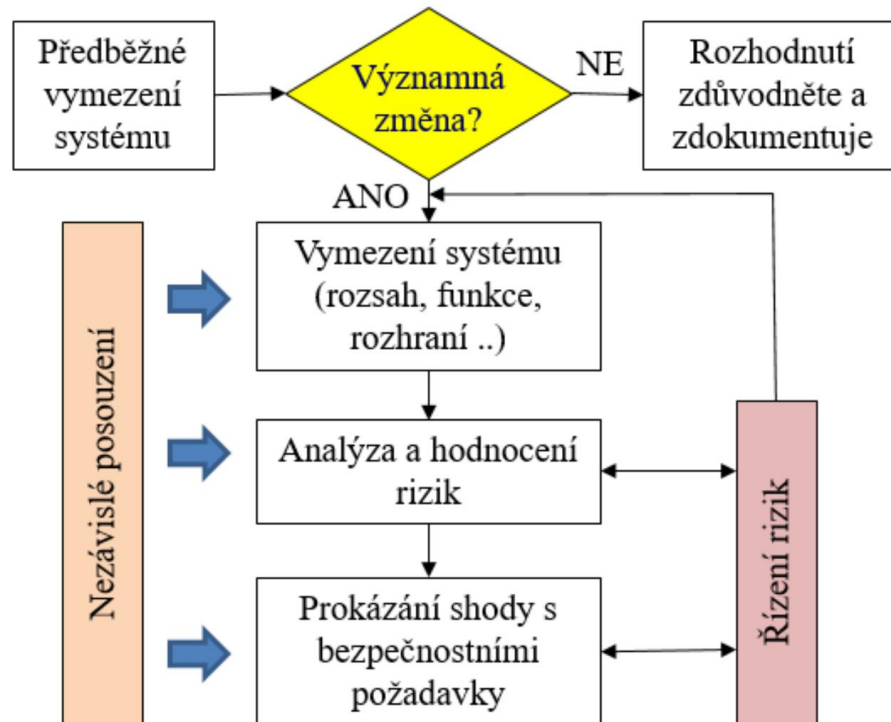 Předběžné
vymezení
systému
Významná
změna?
NE
Rozhodnutí
zdůvodněte a
zdokumentuje
ANO
Vymezení systému
(rozsah, funkce,
rozhraní ..)
Nezávislé posouzení
Analýza a hodnocení
rizik
Řízení rizik
Prokázání shody s
bezpečnostními
požadavky